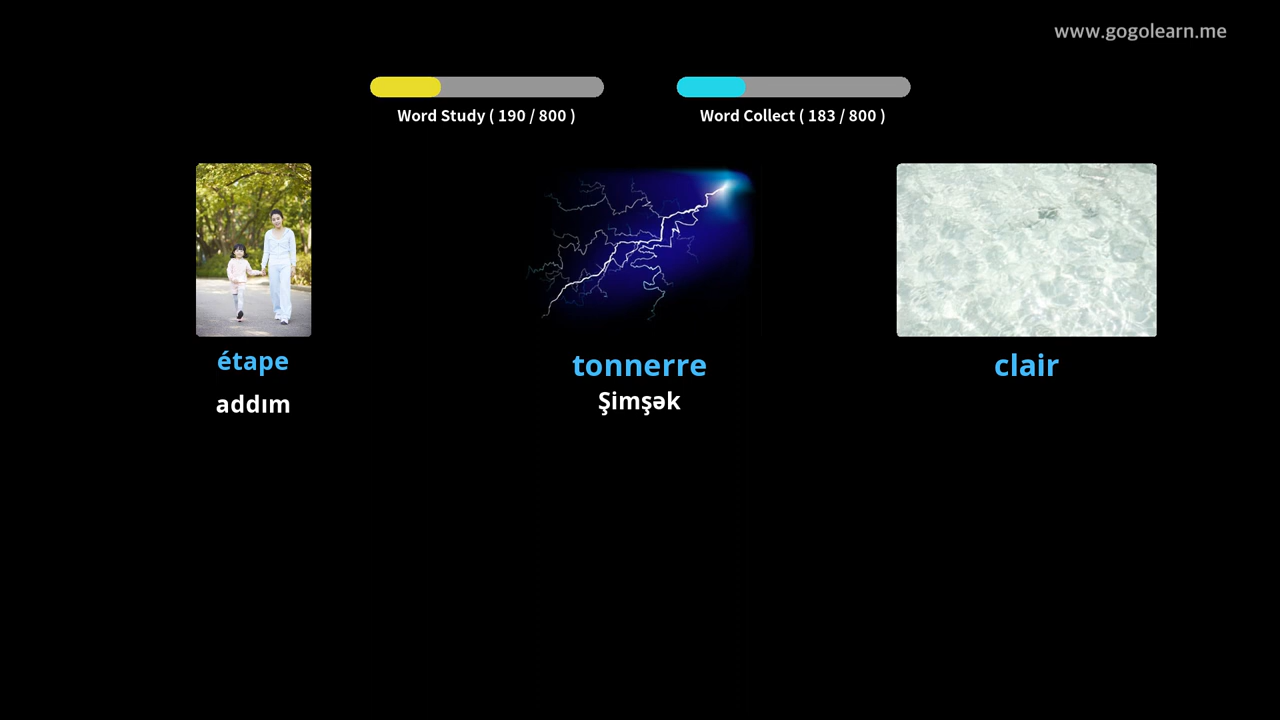 www.gogolearn.me
Word Study ( 190 / 800 )
Word Collect ( 183 / 800 )
étape
addım
tonnerre
Şimşək
clair